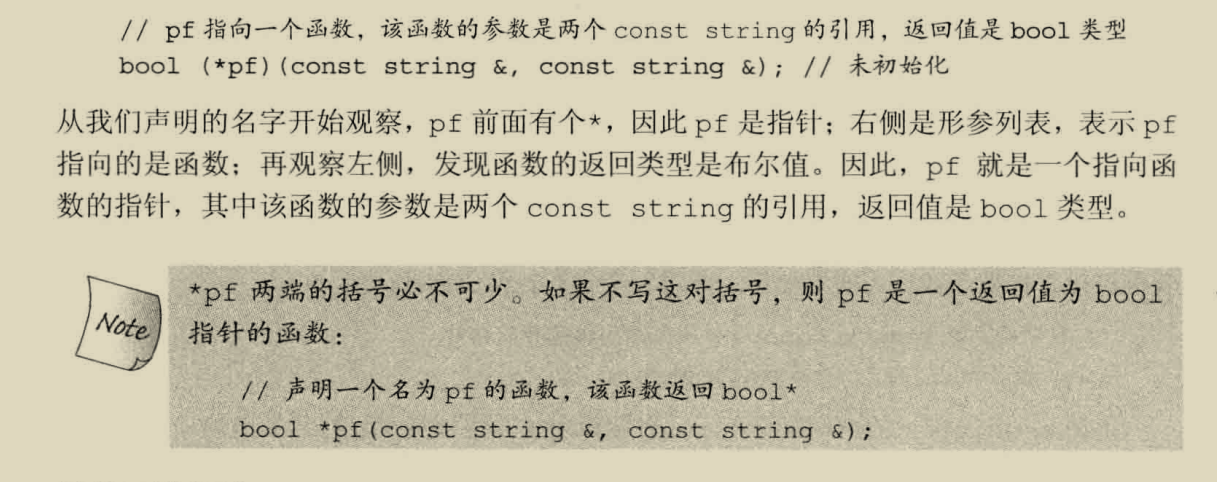 // pf 指向一个函数，该函数的参数是两个 const string 的引用，返回值是 bool 类型
bool (*pf)(const string &, const string &); // 未初始化
从我们声明的名字开始观察，pf 前面有个*，因此 pf 是指针；右侧是形参列表，表示 pf
指向的是函数；再观察左侧，发现函数的返回类型是布尔值。因此，pf 就是一个指向函
数的指针，其中该函数的参数是两个 const string 的引用，返回值是 bool 类型。
Note
*pf 两端的括号必不可少。如果不写这对括号，则 pf 是一个返回值为 bool
指针的函数：
// 声明一个名为 pf 的函数，该函数返回 bool*
bool *pf(const string &, const string &);